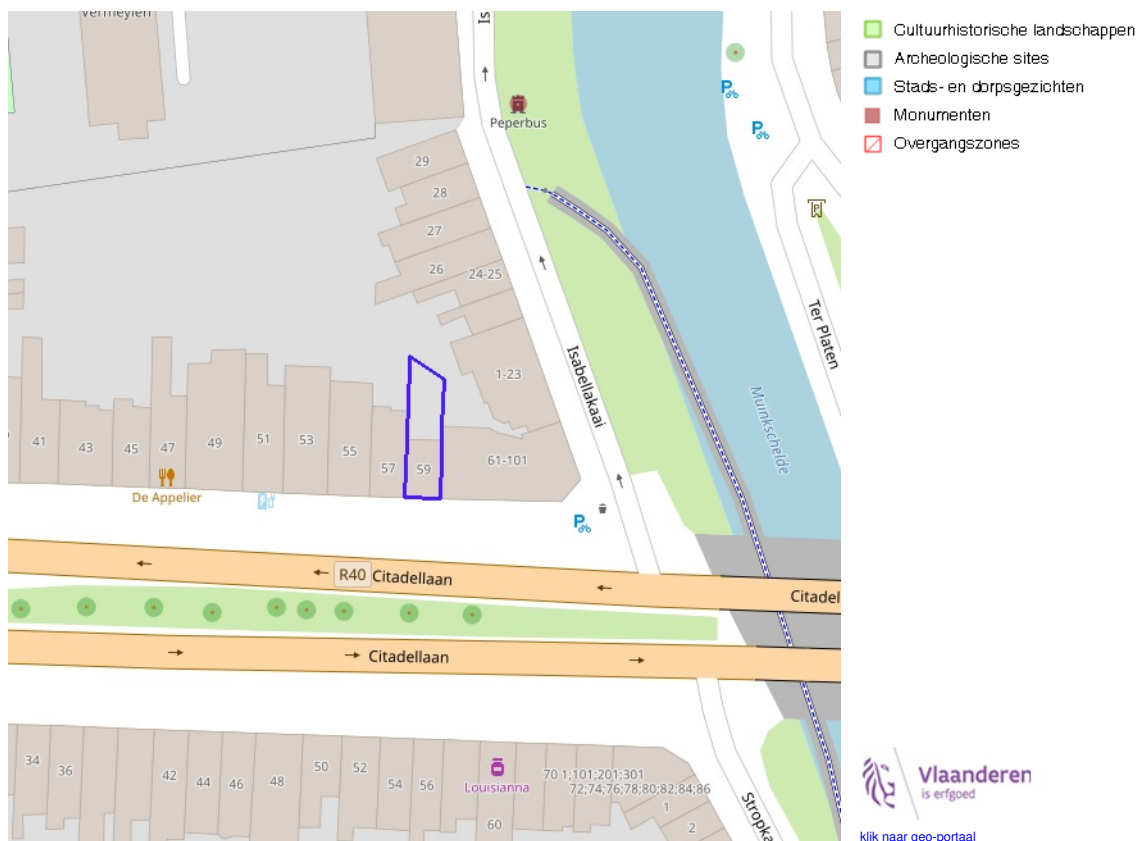 Vermeylen
Is
Peperbus
29
28
27
26
24-25
1-23
Isabellakaai
Ter Platen
Muinkschelde
P
P
P
41
43
45
47
49
51
53
55
57
59
61-101
De Appelier
P
R40
Citadellaan
Citadel
Citadellaan
34
36
42
44
46
48
50
52
54
56
Louisianna
60
70 1;101;201;301
72;74;76;78;80;82;84;86
1
2
Stropka
Cultuurhistorische landschappen
Archeologische sites
Stads- en dorpsgezichten
Monumenten
Overgangszones
Vlaanderen
is erfgoed
klik naar geo-portaal